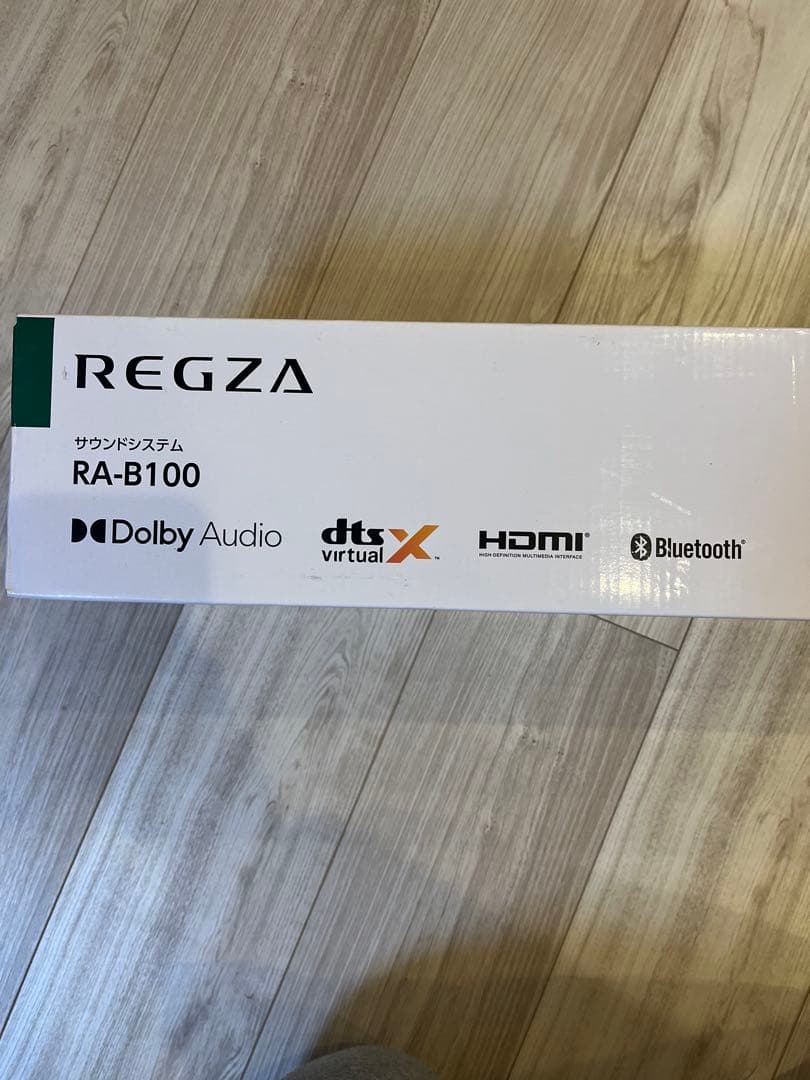 REGZA
サウンドシステム
RA-B100
Dolby Audio
dts virtual X ™
HDMI®
HIGH-DEFINITION MULTIMEDIA INTERFACE
Bluetooth®